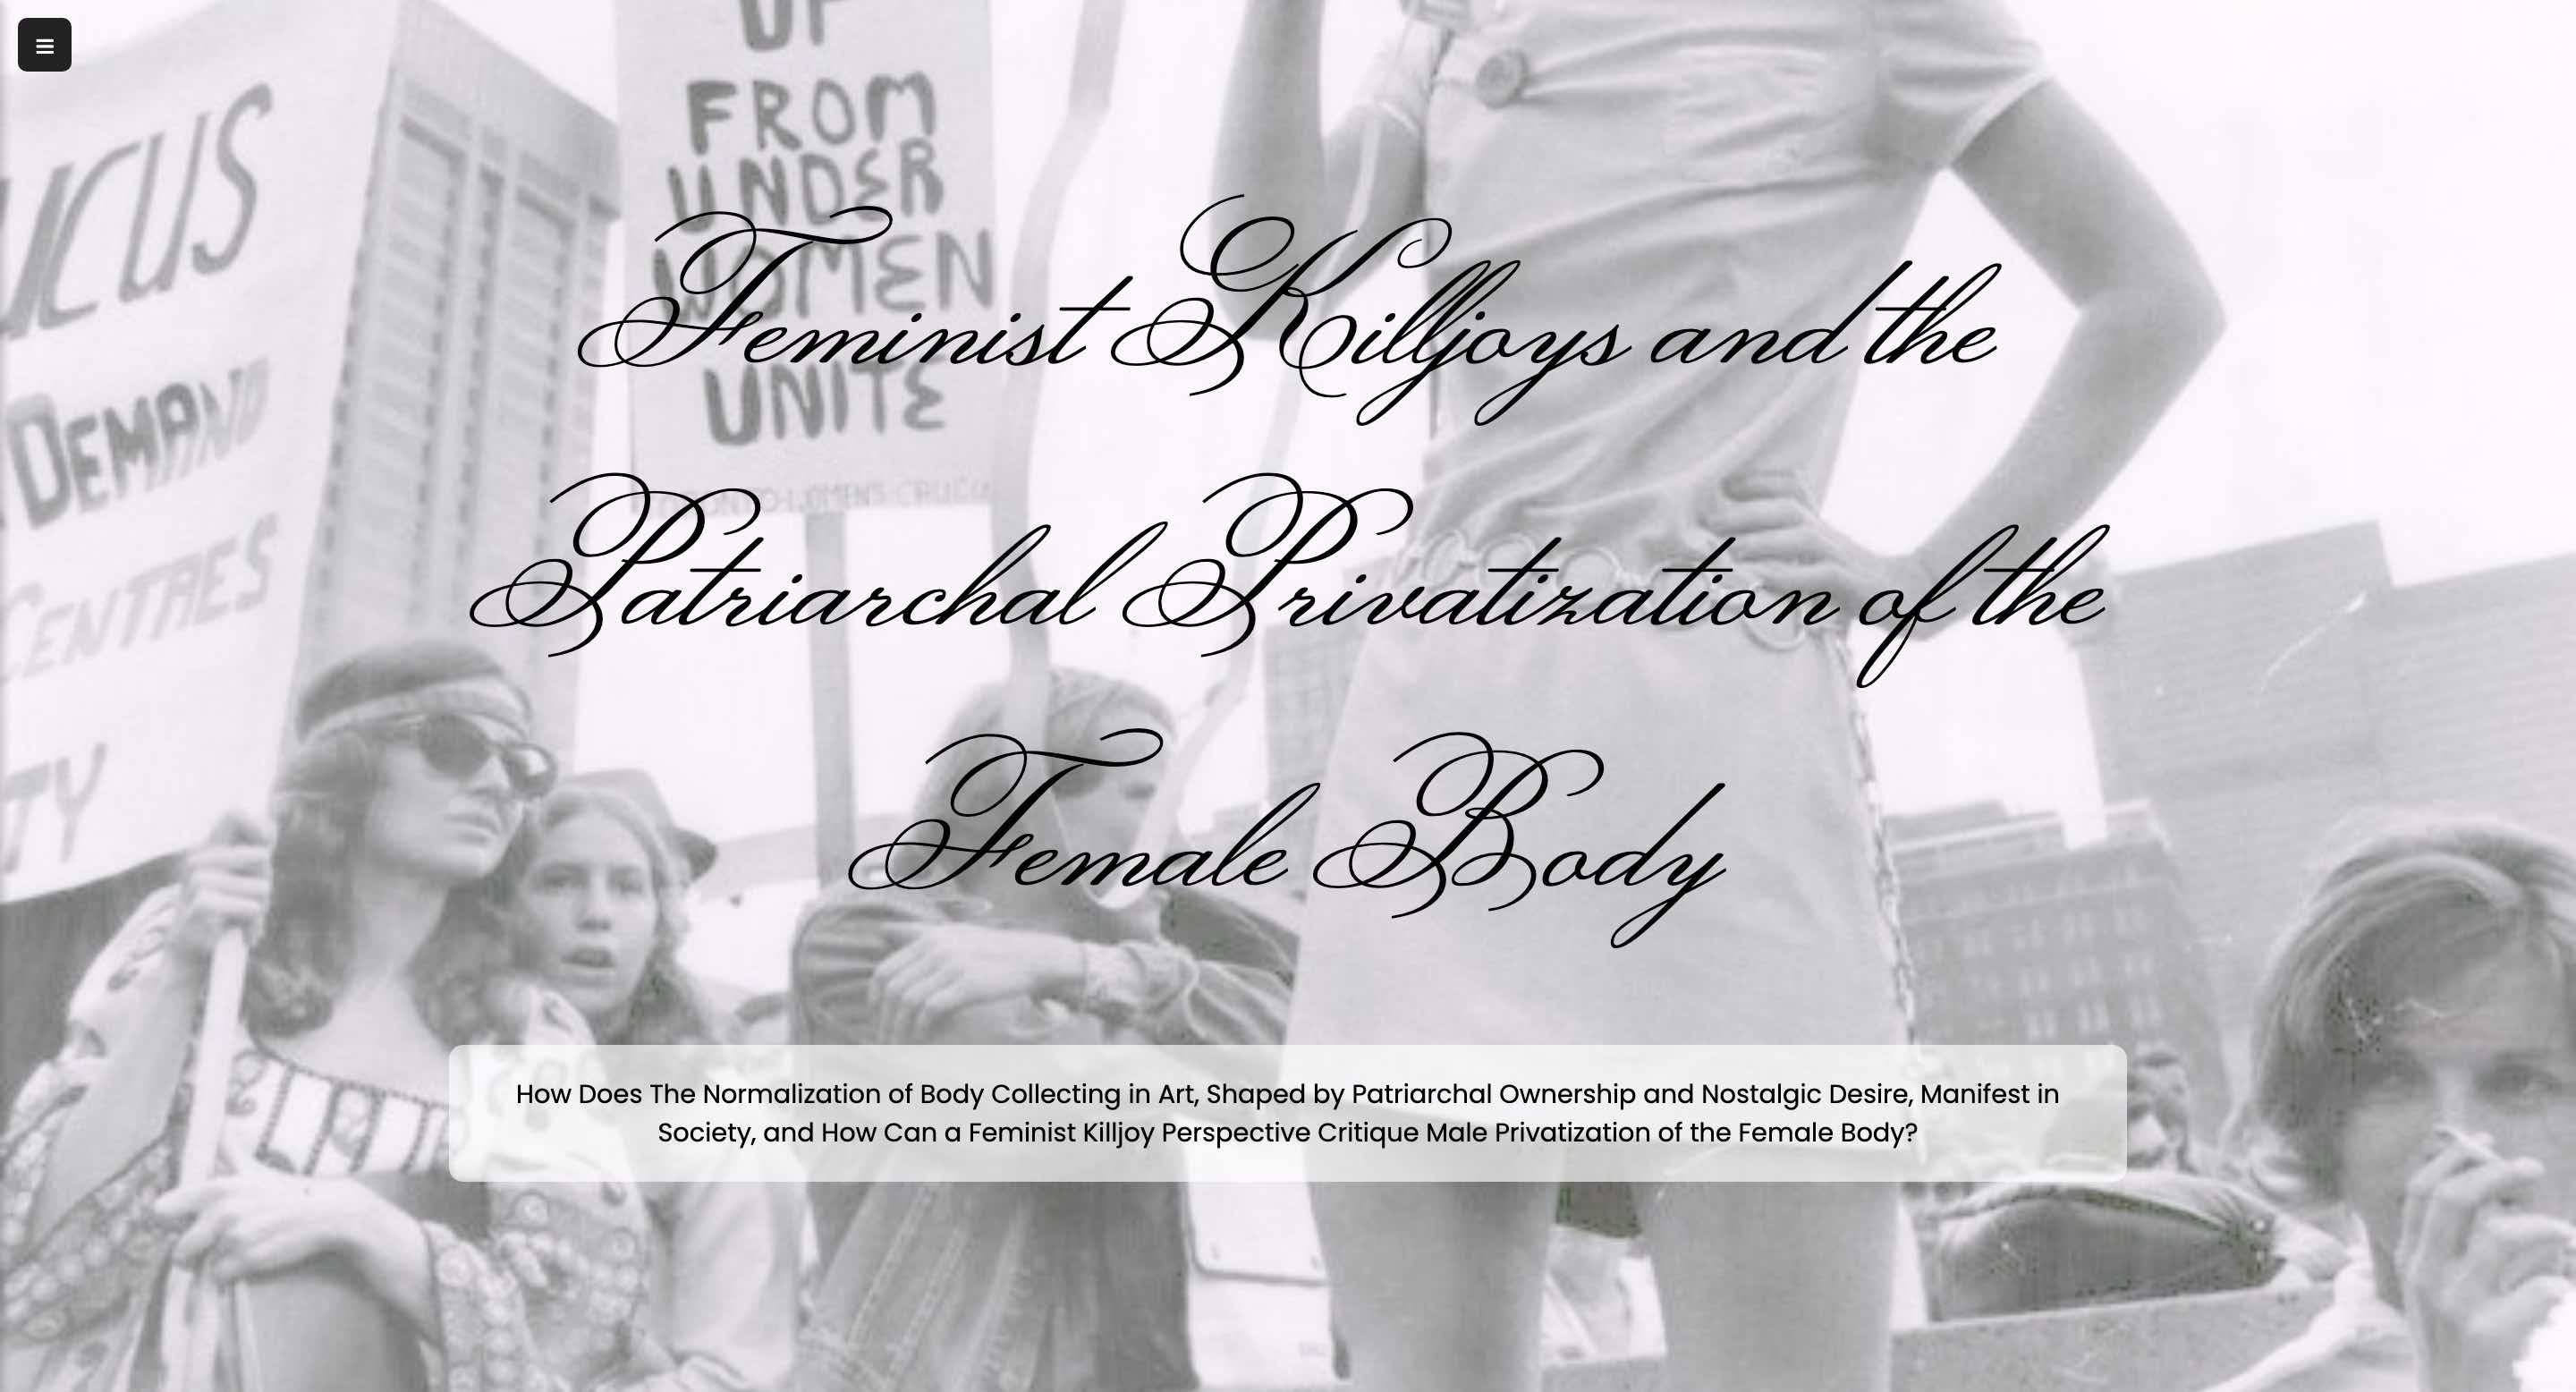 UCUS
DEMAND
CENTRES
TY
UP
FROM
UNDER
WOMEN
UNITE
Feminist Killjoys and the
Patriarchal Privatization of the
Female Body
How Does The Normalization of Body Collecting in Art, Shaped by Patriarchal Ownership and Nostalgic Desire, Manifest in
Society, and How Can a Feminist Killjoy Perspective Critique Male Privatization of the Female Body?